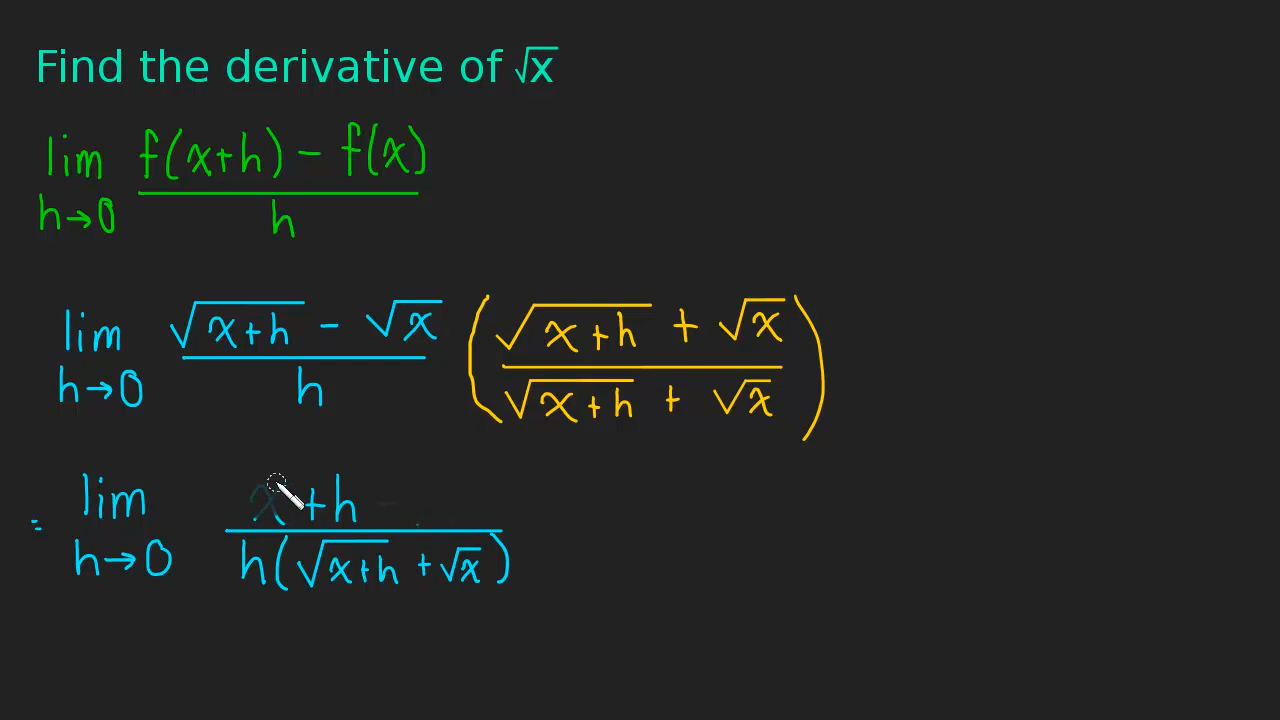 Find the derivative of √x
lim h→0 f(x+h) − f(x) / h
lim h→0 √x+h − √x / h (√x+h + √x / √x+h + √x)
= lim h→0 x+h − / h(√x+h + √x)